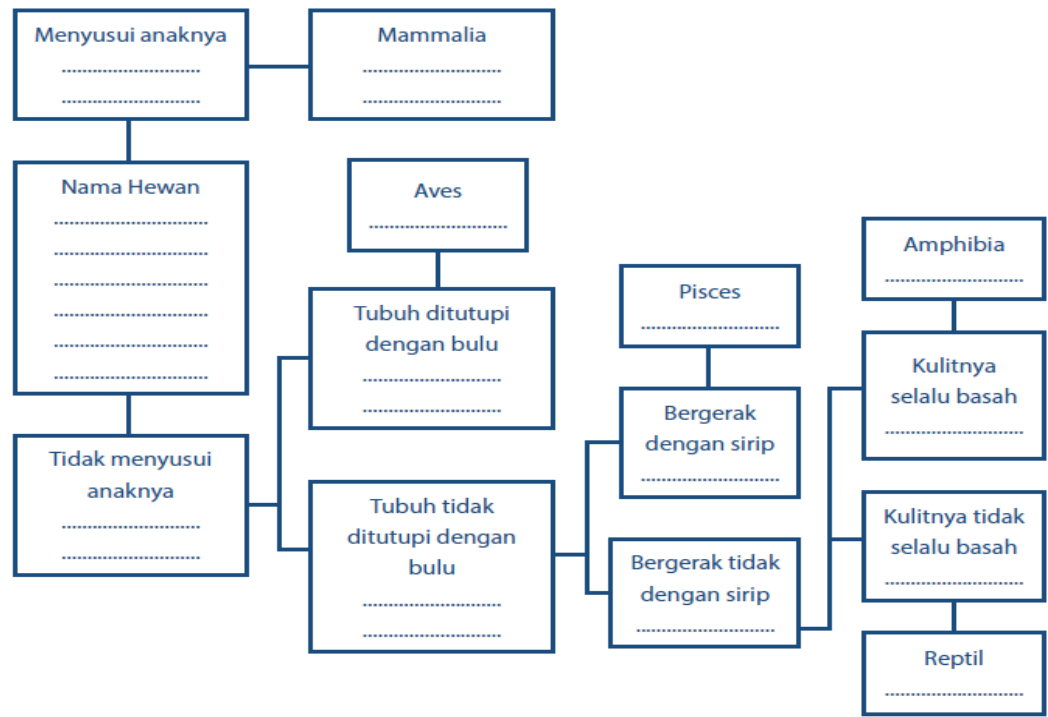 Menyusui anaknya
............................
............................
Mammalia
............................
............................
Nama Hewan
...............................
...............................
...............................
...............................
...............................
...............................
Tidak menyusui
anaknya
............................
............................
Aves
............................
Tubuh ditutupi
dengan bulu
............................
............................
Tubuh tidak
ditutupi dengan
bulu
............................
............................
Pisces
............................
Bergerak
dengan sirip
............................
Bergerak tidak
dengan sirip
............................
Amphibia
............................
Kulitnya
selalu basah
............................
Kulitnya tidak
selalu basah
............................
Reptil
............................